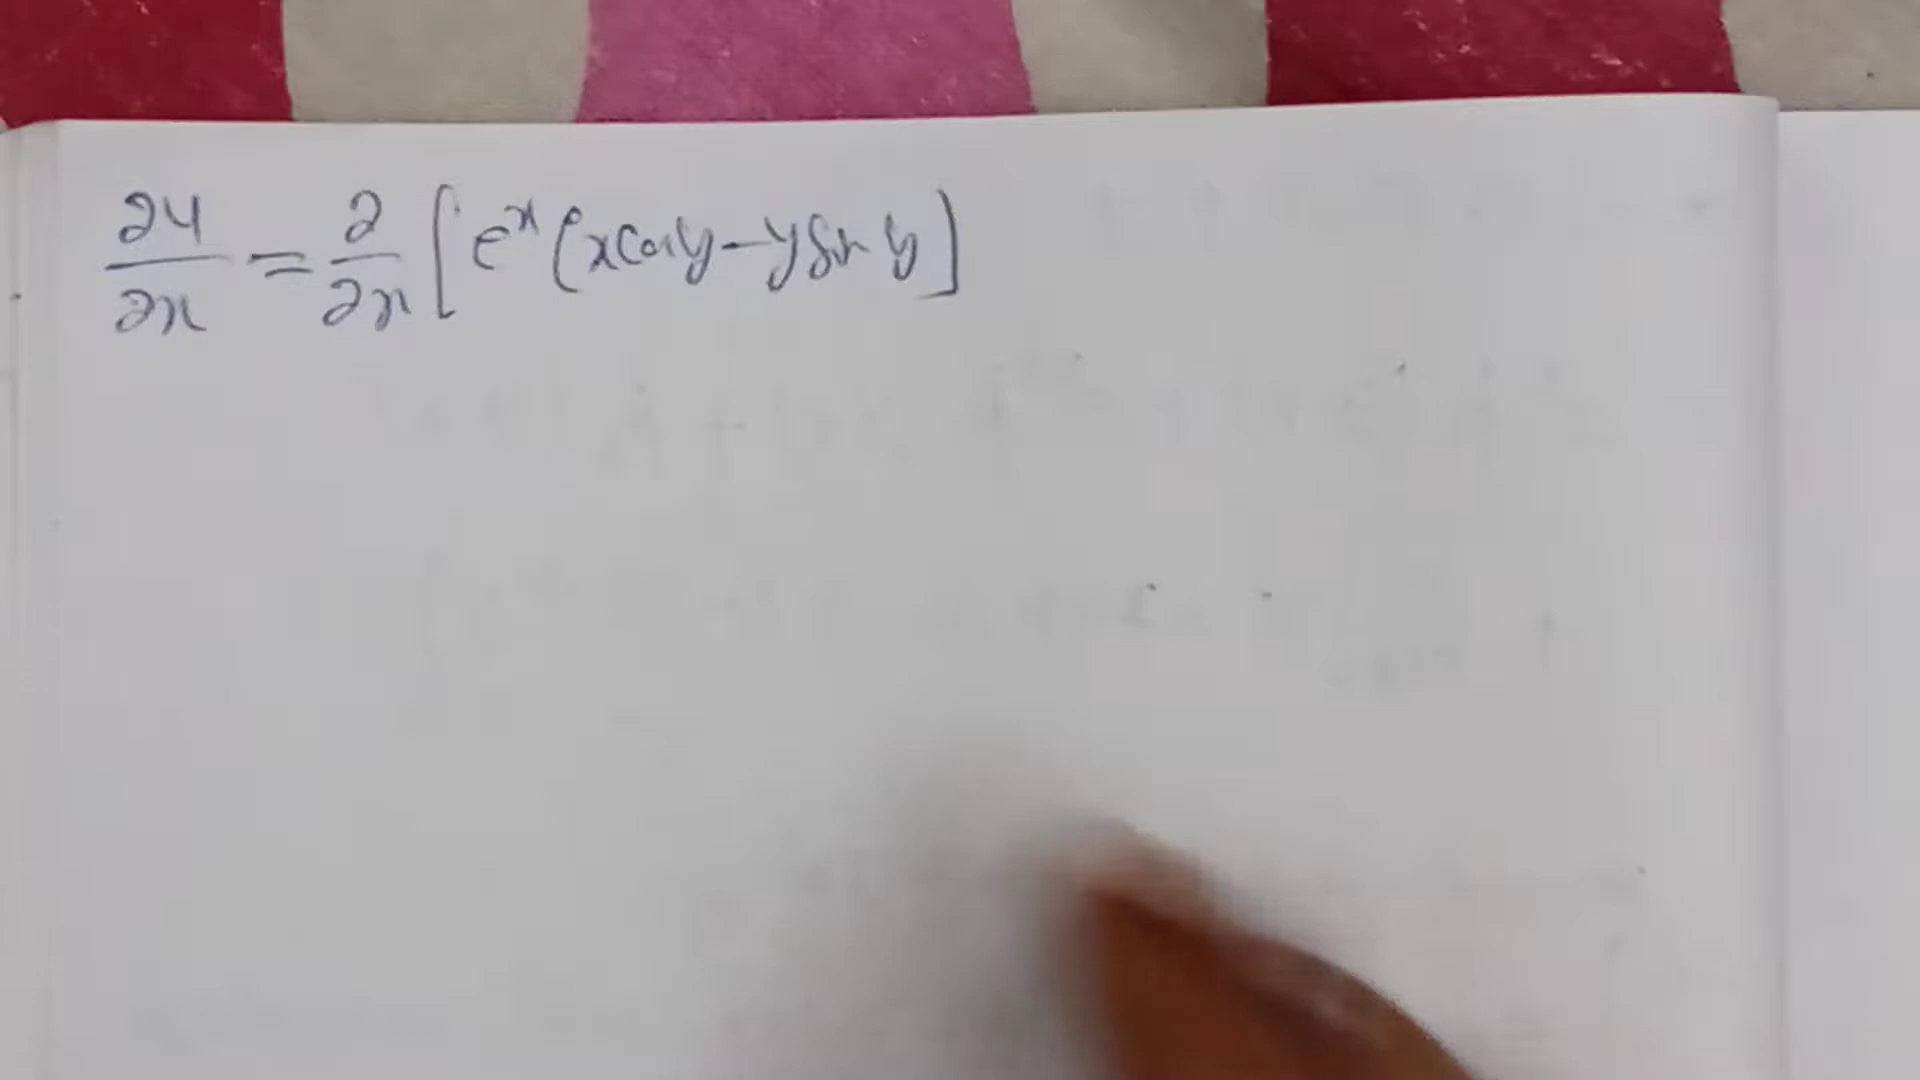 ∂u/∂x = ∂/∂x [e^x (x cos y - y sin y]